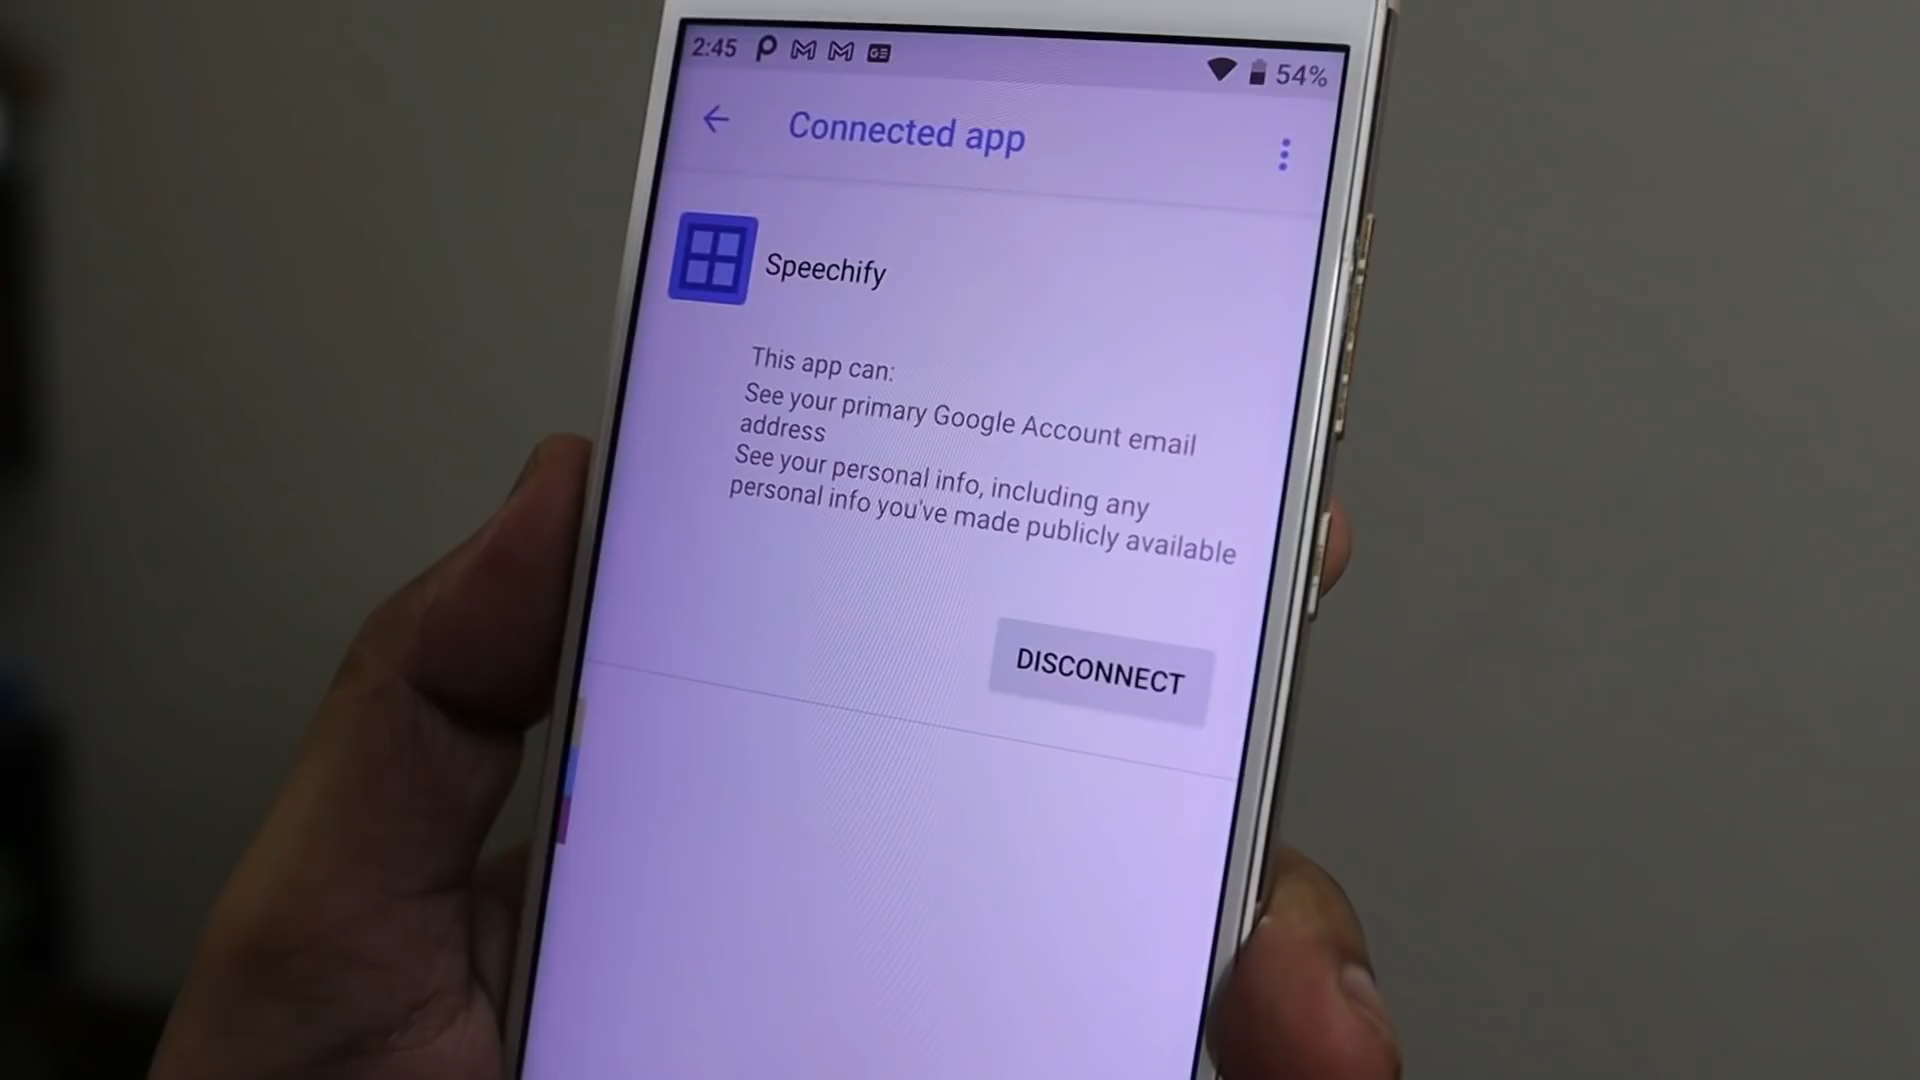 2:45 54%
Connected app
Speechify
This app can:
See your primary Google Account email
address
See your personal info, including any
personal info you've made publicly available
DISCONNECT